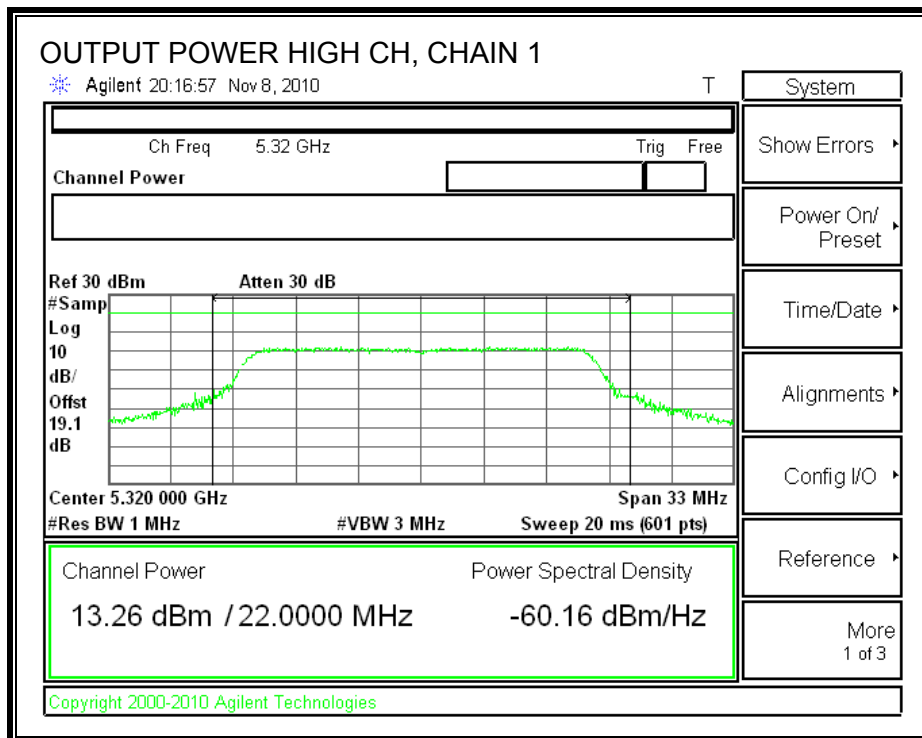 OUTPUT POWER HIGH CH, CHAIN 1
Agilent 20:16:57 Nov 8, 2010 T
System
Ch Freq 5.32 GHz Trig Free
Channel Power
Show Errors
Power On/
Preset
Ref 30 dBm Atten 30 dB
#Samp
Log
10
dB/
Offst
19.1
dB
Time/Date
Alignments
Config I/O
Center 5.320 000 GHz Span 33 MHz
#Res BW 1 MHz #VBW 3 MHz Sweep 20 ms (601 pts)
Channel Power Power Spectral Density
13.26 dBm / 22.0000 MHz -60.16 dBm/Hz
Reference
More
1 of 3
Copyright 2000-2010 Agilent Technologies